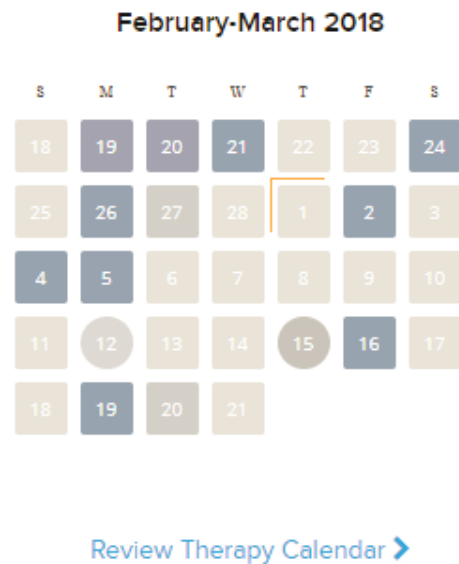 February-March 2018
S M T W T F S
18 19 20 21 22 23 24
25 26 27 28 1 2 3
4 5 6 7 8 9 10
11 12 13 14 15 16 17
18 19 20 21
Review Therapy Calendar